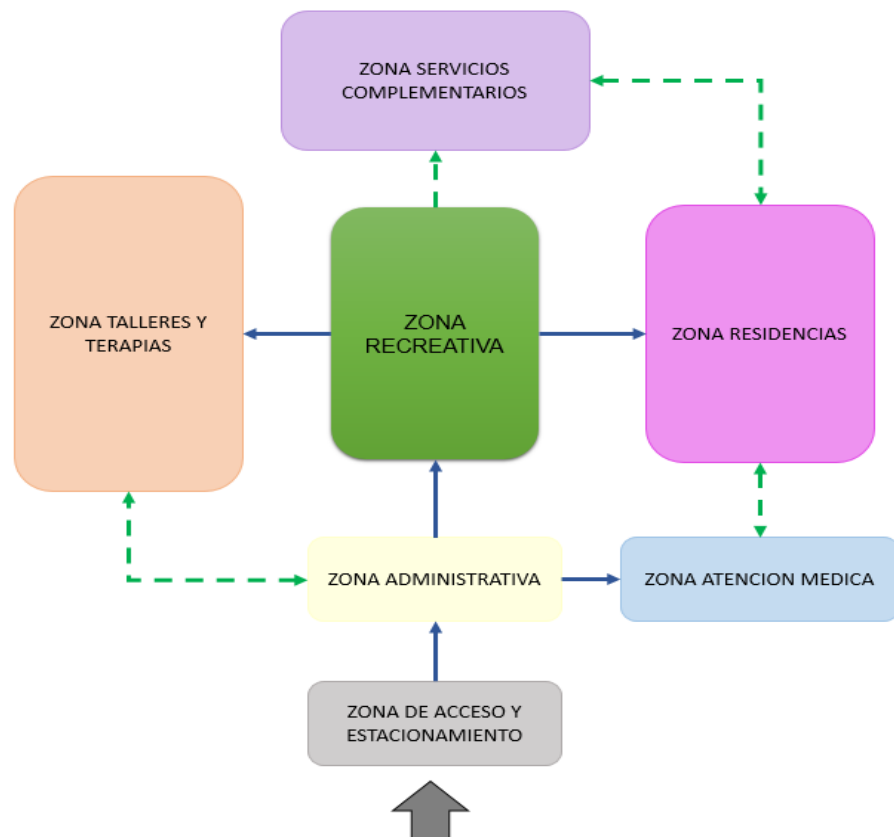 ZONA SERVICIOS
COMPLEMENTARIOS
ZONA TALLERES Y
TERAPIAS
ZONA
RECREATIVA
ZONA RESIDENCIAS
ZONA ADMINISTRATIVA
ZONA ATENCION MEDICA
ZONA DE ACCESO Y
ESTACIONAMIENTO